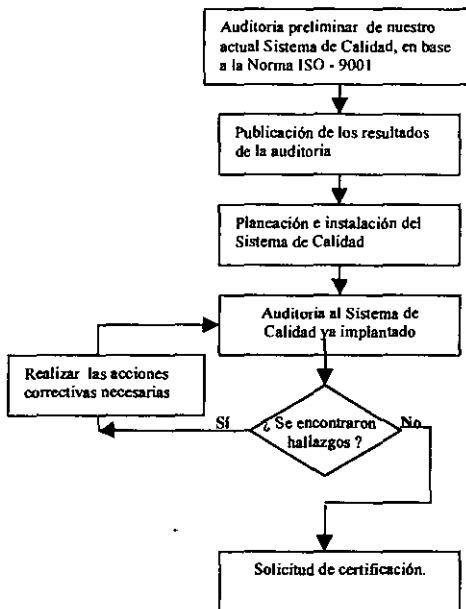 Auditoria preliminar de nuestro
actual Sistema de Calidad, en base
a la Norma ISO - 9001
Publicación de los resultados
de la auditoria
Planeación e instalación del
Sistema de Calidad
Auditoria al Sistema de
Calidad ya implantado
Realizar las acciones
correctivas necesarias
Sí
¿ Se encontraron
hallazgos ?
No
Solicitud de certificación.